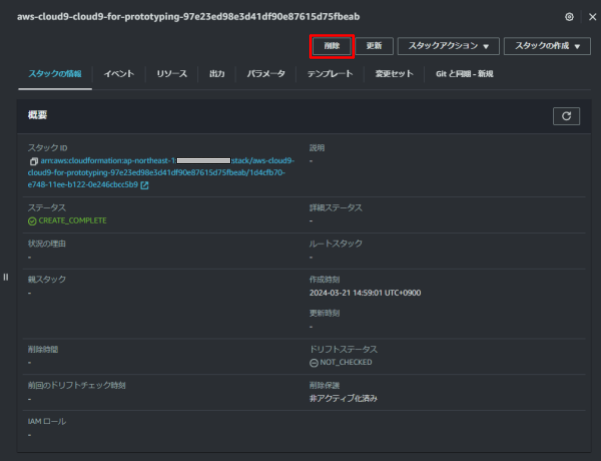 aws-cloud9-cloud9-for-prototyping-97e23ed98e3d41df90e87615d75fbeab
削除 更新 スタックアクション スタックの作成
スタックの情報 イベント リソース 出力 パラメータ テンプレート 変更セット Git と同期 - 新規
概要
スタック ID
arn:aws:cloudformation:ap-northeast-1: stack/aws-cloud9-
cloud9-for-prototyping-97e23ed98e3d41df90e87615d75fbeab/1d4cfb70-
e748-11ee-b122-0e246cbcc5b9
説明
-
ステータス
CREATE_COMPLETE
詳細ステータス
-
状況の理由
-
ルートスタック
-
親スタック
-
作成時刻
2024-03-21 14:59:01 UTC+0900
更新時刻
-
削除時間
-
ドリフトステータス
NOT_CHECKED
前回のドリフトチェック時刻
-
削除保護
非アクティブ化済み
IAM ロール
-